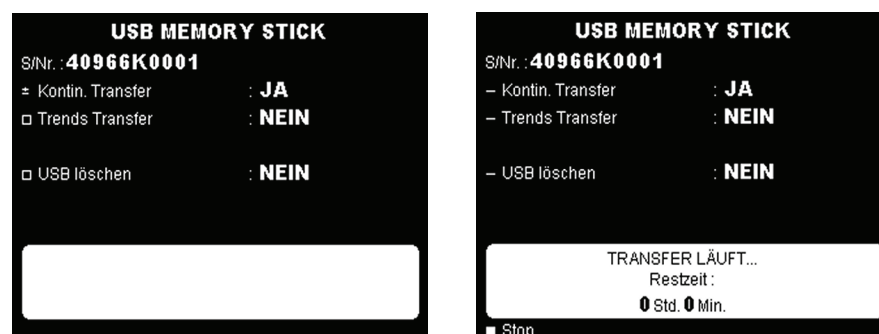 USB MEMORY STICK
S/Nr. : 40966K0001
± Kontin. Transfer : JA
□ Trends Transfer : NEIN
□ USB löschen : NEIN
USB MEMORY STICK
S/Nr. : 40966K0001
– Kontin. Transfer : JA
– Trends Transfer : NEIN
– USB löschen : NEIN
TRANSFER LÄUFT...
Restzeit :
0 Std. 0 Min.
■ Stop